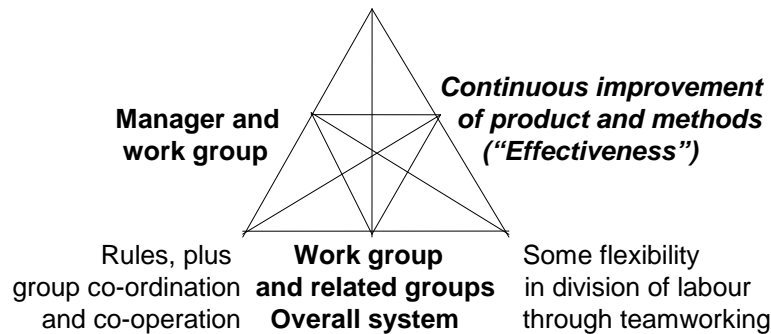 Continuous improvement
of product and methods
(“Effectiveness”)
Manager and
work group
Rules, plus
group co-ordination
and co-operation
Work group
and related groups
Overall system
Some flexibility
in division of labour
through teamworking